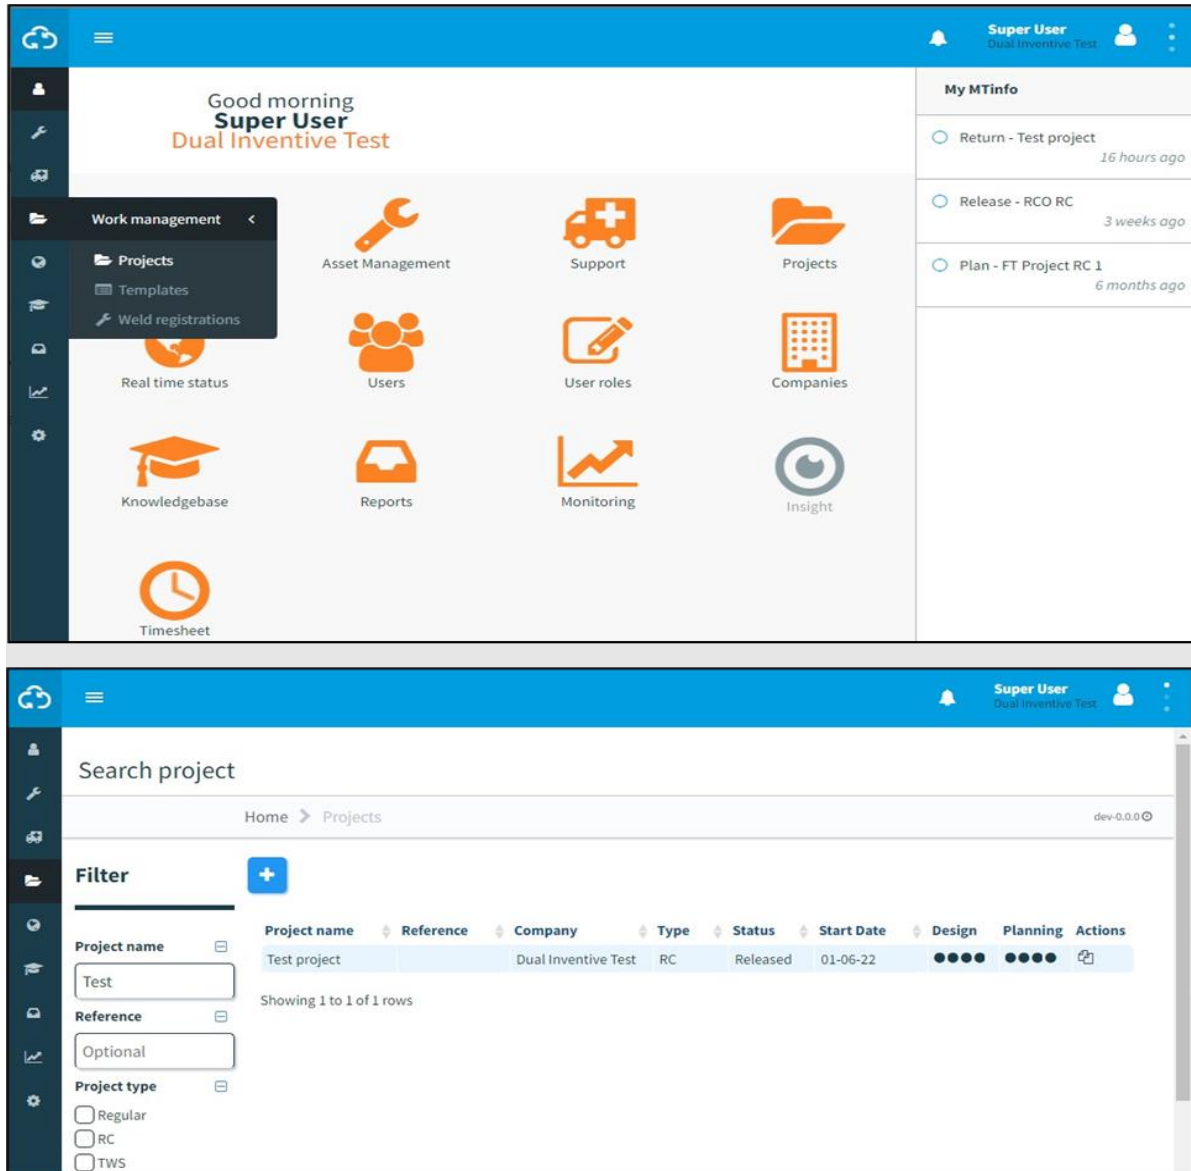 Super User
Dual Inventive Test
Good morning
Super User
Dual Inventive Test
My MTinfo
Return - Test project
16 hours ago
Release - RCO RC
3 weeks ago
Plan - FT Project RC 1
6 months ago
Work management <
Projects
Templates
Weld registrations
Asset Management
Support
Projects
Real time status
Users
User roles
Companies
Knowledgebase
Reports
Monitoring
Insight
Timesheet
Super User
Dual Inventive Test
Search project
Home > Projects
dev-0.0.0
Filter
Project name
Test
Reference
Optional
Project type
Regular
RC
TWS
Project name Reference Company Type Status Start Date Design Planning Actions
Test project Dual Inventive Test RC Released 01-06-22
Showing 1 to 1 of 1 rows